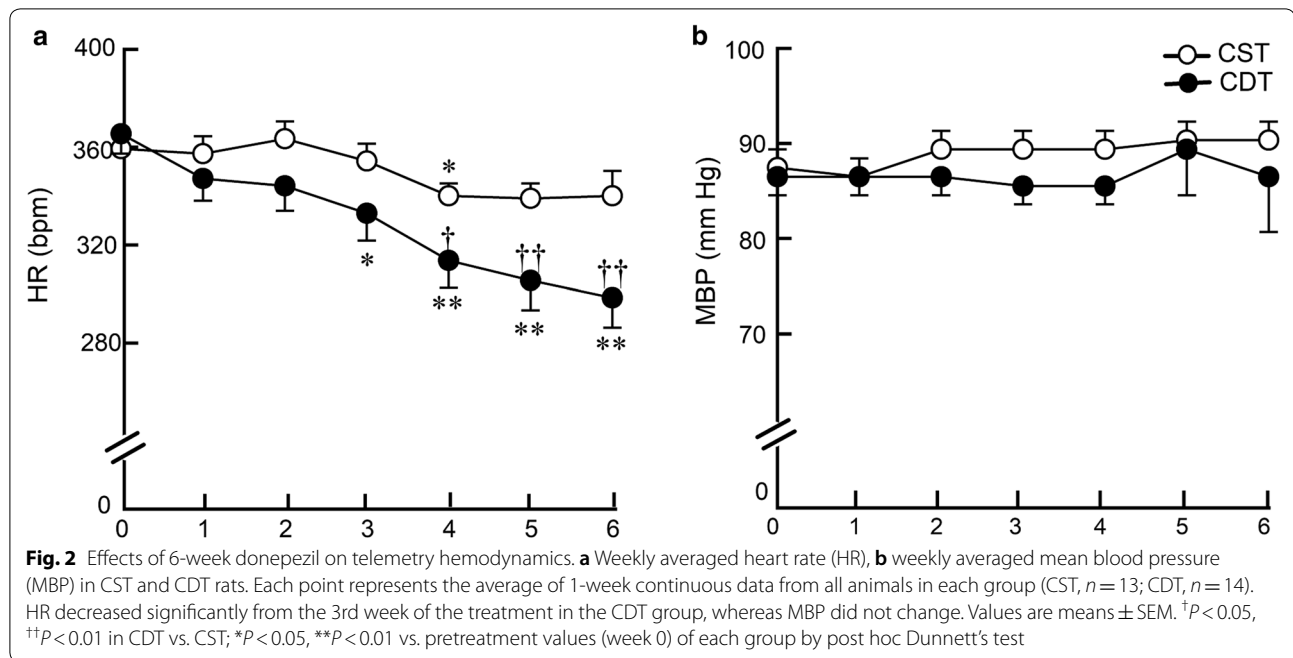 a
400
360
320
280
0
HR (bpm)
*
*
†
**
††
**
††
**
0 1 2 3 4 5 6
b
100
90
80
70
0
MBP (mm Hg)
CST
CDT
0 1 2 3 4 5 6
Fig. 2 Effects of 6-week donepezil on telemetry hemodynamics. a Weekly averaged heart rate (HR), b weekly averaged mean blood pressure
(MBP) in CST and CDT rats. Each point represents the average of 1-week continuous data from all animals in each group (CST, n = 13; CDT, n = 14).
HR decreased significantly from the 3rd week of the treatment in the CDT group, whereas MBP did not change. Values are means ± SEM. †P < 0.05,
††P < 0.01 in CDT vs. CST; *P < 0.05, **P < 0.01 vs. pretreatment values (week 0) of each group by post hoc Dunnett’s test